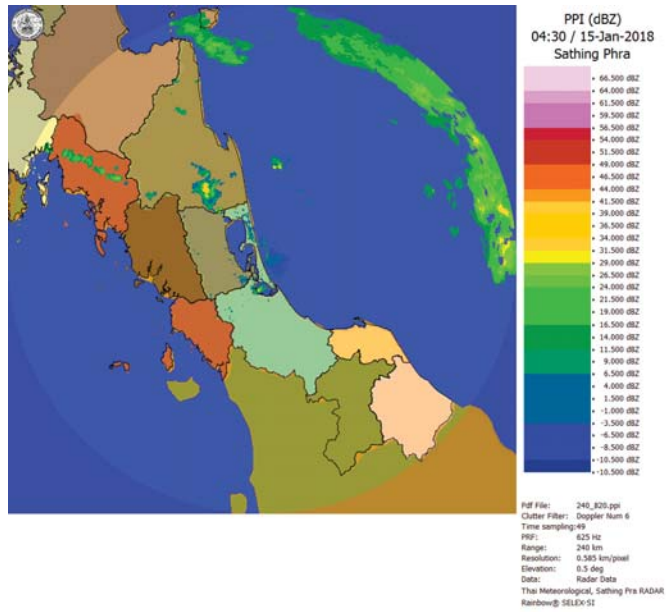 PPI (dBZ)
04:30 / 15-Jan-2018
Sathing Phra
66.500 dBZ
64.000 dBZ
61.500 dBZ
59.500 dBZ
56.500 dBZ
54.000 dBZ
51.500 dBZ
49.000 dBZ
46.500 dBZ
44.000 dBZ
41.500 dBZ
39.000 dBZ
36.500 dBZ
34.000 dBZ
31.500 dBZ
29.000 dBZ
26.500 dBZ
24.000 dBZ
21.500 dBZ
19.000 dBZ
16.500 dBZ
14.000 dBZ
11.500 dBZ
9.000 dBZ
6.500 dBZ
4.000 dBZ
1.500 dBZ
-1.000 dBZ
-3.500 dBZ
-8.500 dBZ
-10.500 dBZ
-10.500 dBZ
Pdf File: 240_820.ppi
Clutter Filter: Doppler Num 6
Time sampling:49
PRF: 625 Hz
Range: 240 km
Resolution: 0.585 km/pixel
Elevation: 0.5 deg
Data: Radar Data
Thai Meteorological, Sathing Pra RADAR
Rainbow® SELEX-SI